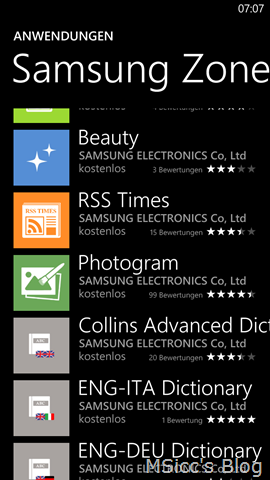 07:07
ANWENDUNGEN
Samsung Zone
kostenlos
Bewertungen
Beauty
SAMSUNG ELECTRONICS Co, Ltd
kostenlos 3 Bewertungen
RSS TIMES
RSS Times
SAMSUNG ELECTRONICS Co, Ltd
kostenlos 15 Bewertungen
Photogram
SAMSUNG ELECTRONICS Co, Ltd
kostenlos 99 Bewertungen
Collins Advanced Dict
SAMSUNG ELECTRONICS Co, Ltd
kostenlos 20 Bewertungen
ENG-ITA Dictionary
SAMSUNG ELECTRONICS Co, Ltd
kostenlos 1 Bewertung
ENG-DEU Dictionary
SAMSUNG ELECTRONICS Co, Ltd
kostenlos
MSicc's Blog